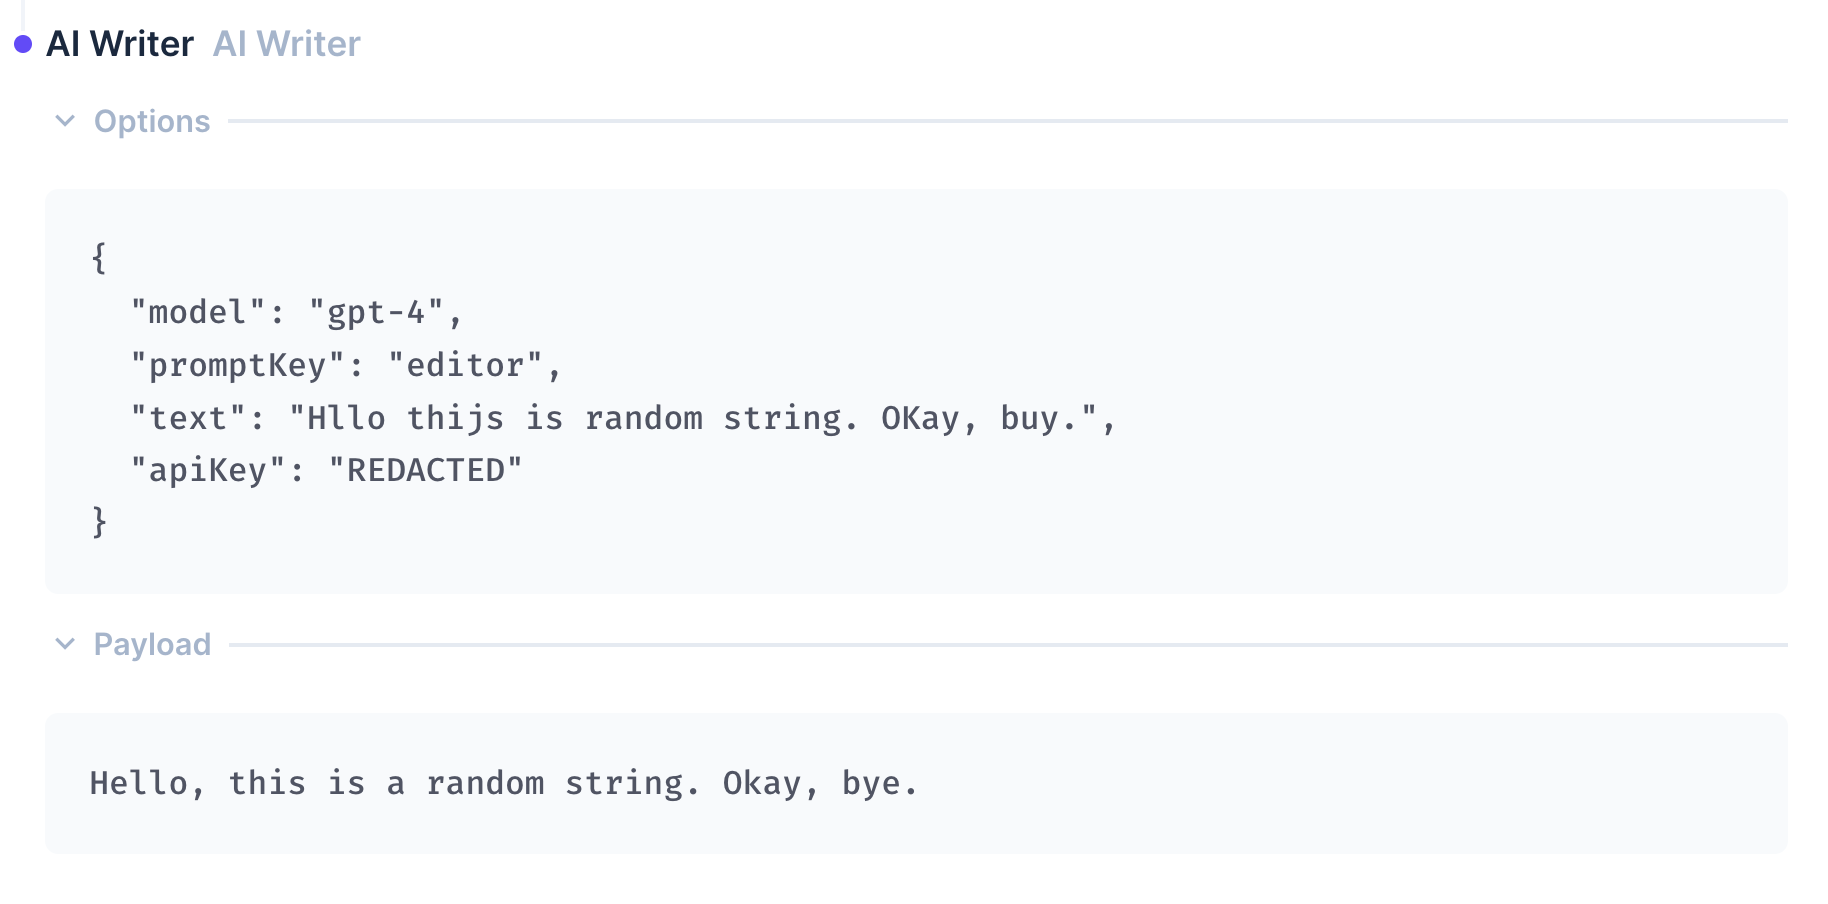 AI Writer AI Writer
Options
{
  "model": "gpt-4",
  "promptKey": "editor",
  "text": "Hllo thijs is random string. OKay, buy.",
  "apiKey": "REDACTED"
}
Payload
Hello, this is a random string. Okay, bye.